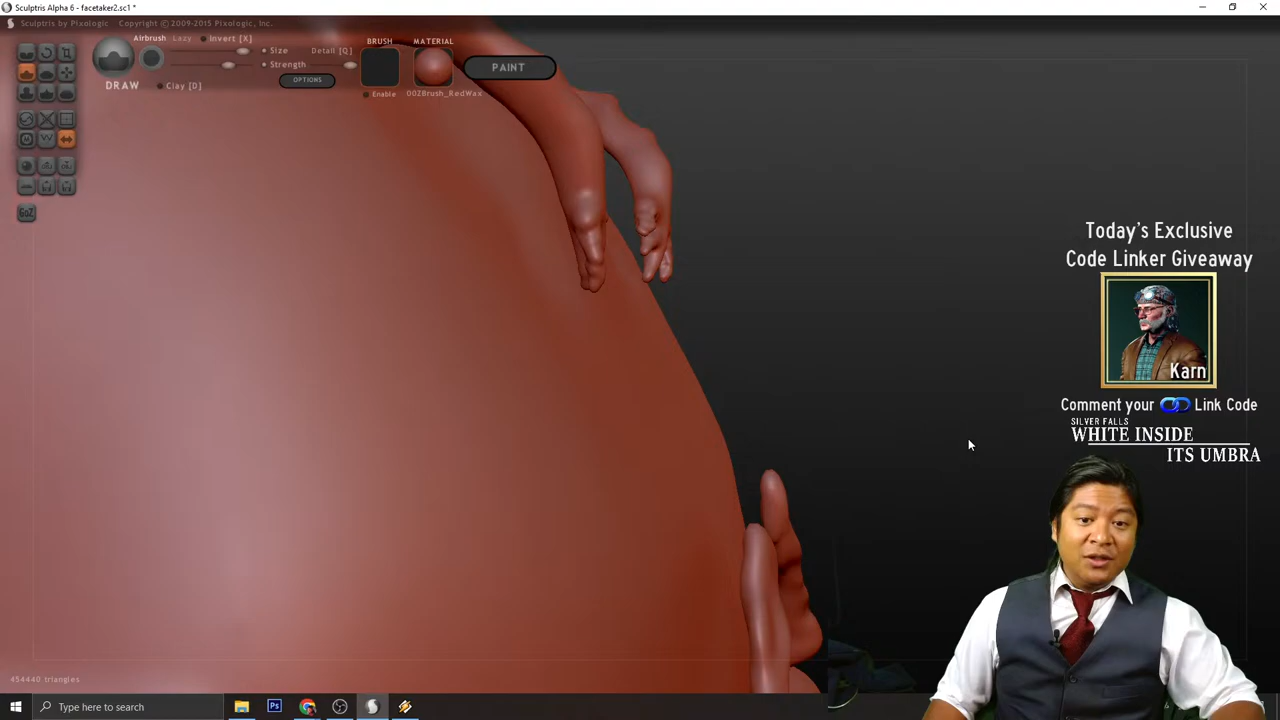 Sculptris Alpha 6 - facetaker2.sc1 *
Sculptris by Pixologic Copyright © 2009-2015 Pixologic, Inc.
Airbrush Lazy Invert [X]
Size Detail [Q]
Strength
DRAW Clay [D] OPTIONS
BRUSH MATERIAL
Enable 00ZBrush_RedWax
PAINT
GoZ
Today's Exclusive
Code Linker Giveaway
Karn
Comment your Link Code
SILVER FALLS
WHITE INSIDE
ITS UMBRA
454440 triangles
Type here to search
Ps